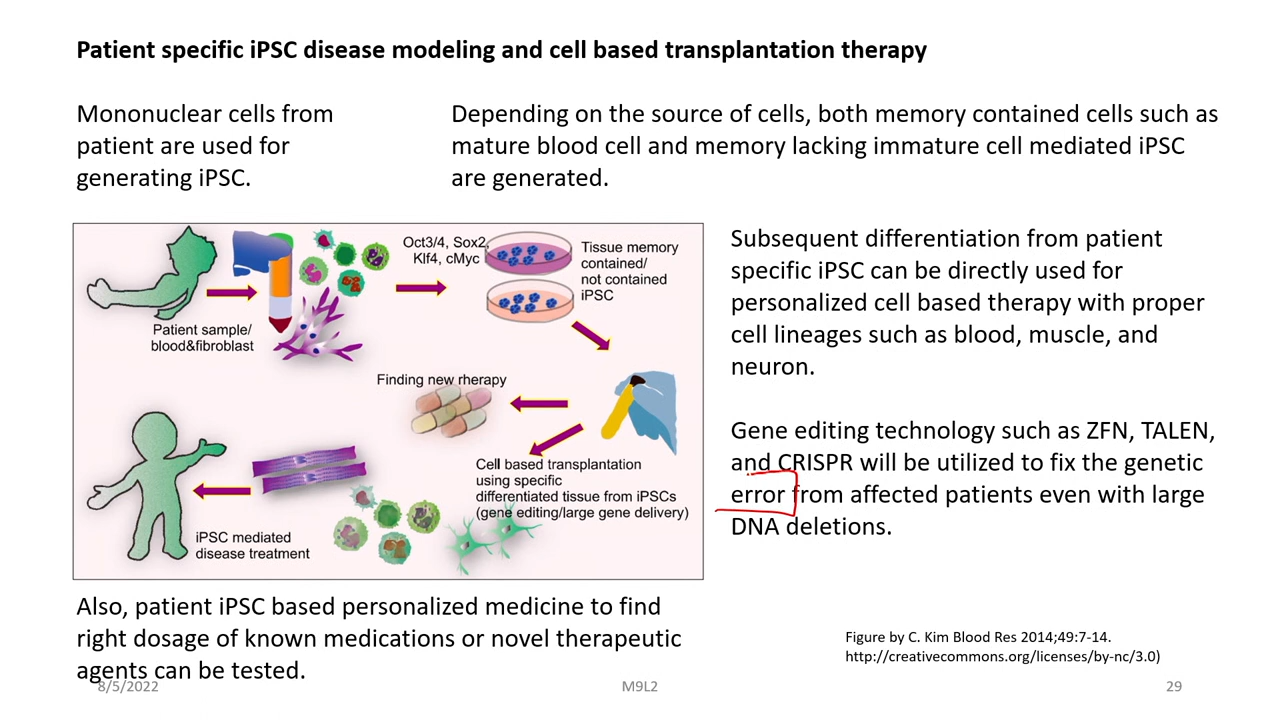 Patient specific iPSC disease modeling and cell based transplantation therapy
Mononuclear cells from
patient are used for
generating iPSC.
Depending on the source of cells, both memory contained cells such as
mature blood cell and memory lacking immature cell mediated iPSC
are generated.
Patient sample/
blood&fibroblast
Oct3/4, Sox2,
Klf4, cMyc
Tissue memory
contained/
not contained
iPSC
Finding new rherapy
Cell based transplantation
using specific
differentiated tissue from iPSCs
(gene editing/large gene delivery)
iPSC mediated
disease treatment
Subsequent differentiation from patient
specific iPSC can be directly used for
personalized cell based therapy with proper
cell lineages such as blood, muscle, and
neuron.
Gene editing technology such as ZFN, TALEN,
and CRISPR will be utilized to fix the genetic
error from affected patients even with large
DNA deletions.
Also, patient iPSC based personalized medicine to find
right dosage of known medications or novel therapeutic
agents can be tested.
Figure by C. Kim Blood Res 2014;49:7-14.
http://creativecommons.org/licenses/by-nc/3.0)
8/5/2022
M9L2
29